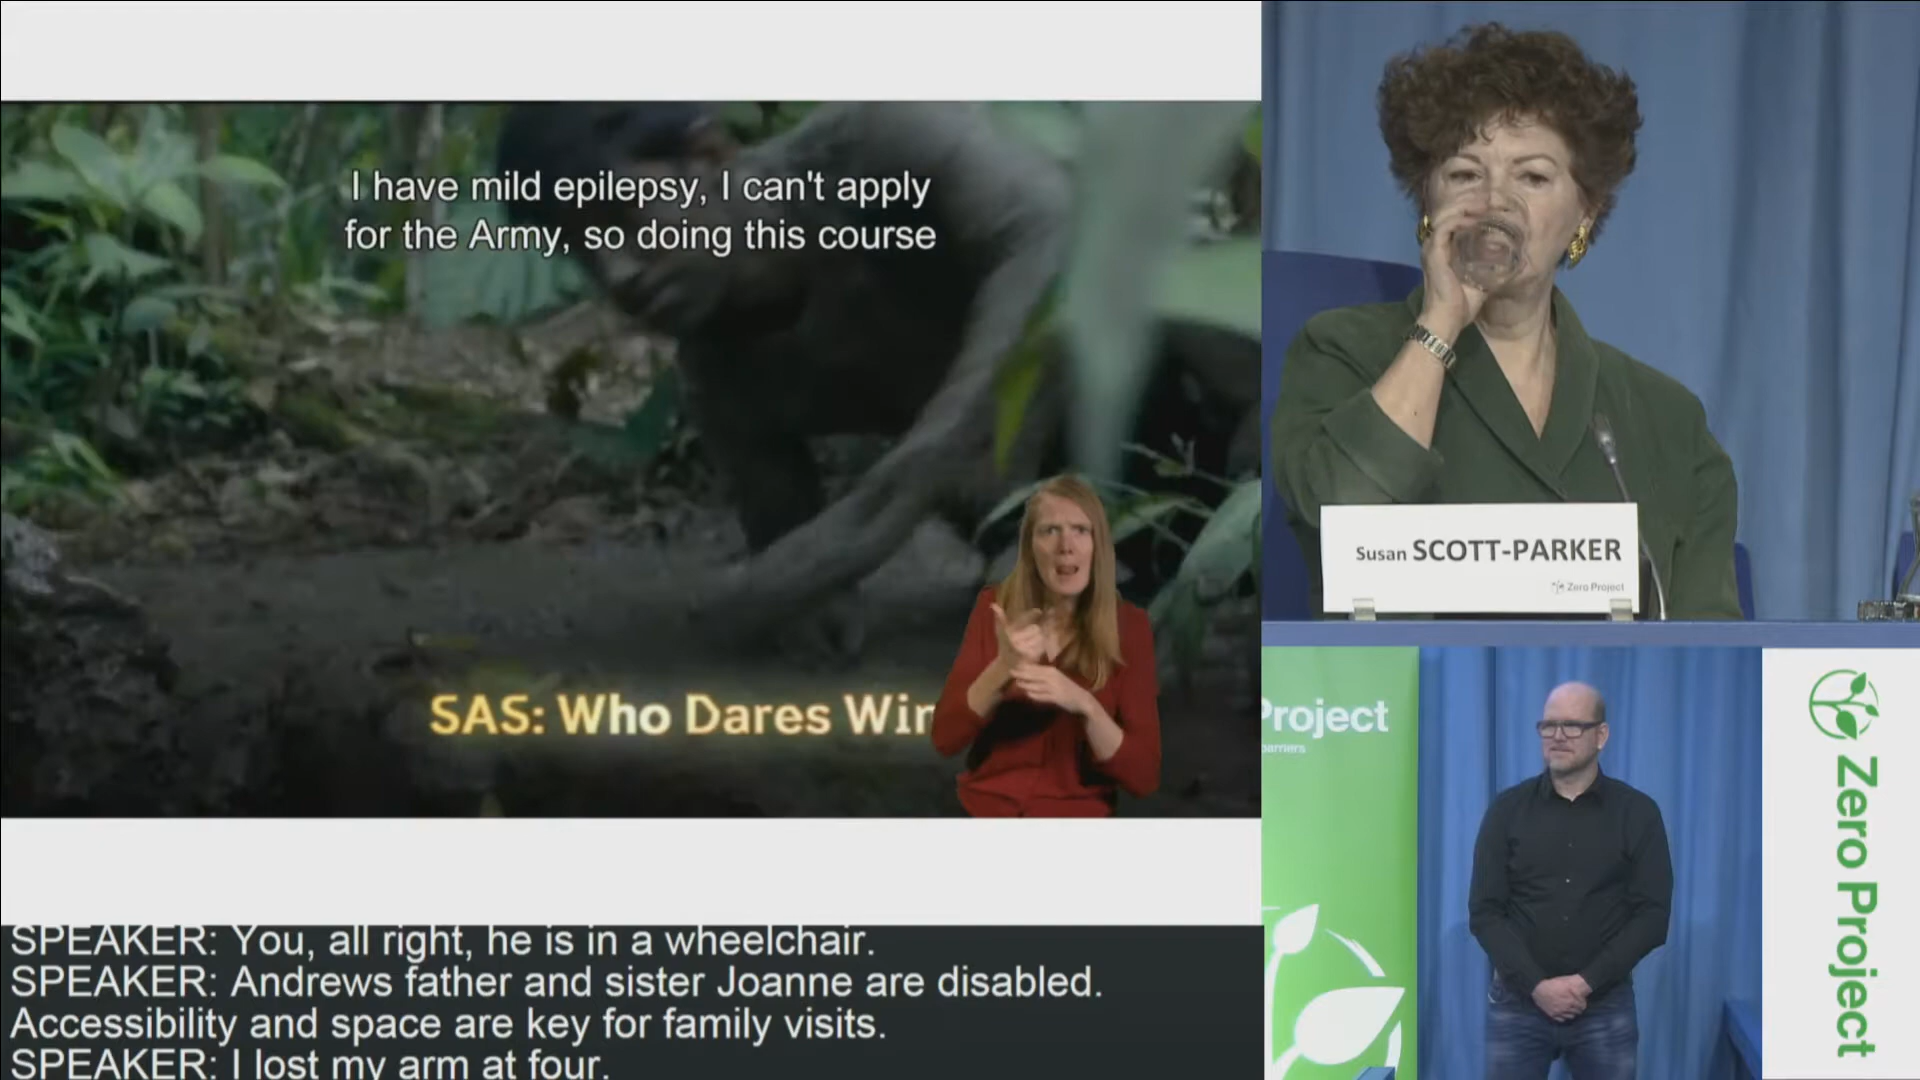 I have mild epilepsy, I can't apply
for the Army, so doing this course
SAS: Who Dares Win
SPEAKER: You, all right, he is in a wheelchair.
SPEAKER: Andrews father and sister Joanne are disabled.
Accessibility and space are key for family visits.
SPEAKER: I lost my arm at four.
Susan SCOTT-PARKER
Zero Project
Project
barriers
Zero Project